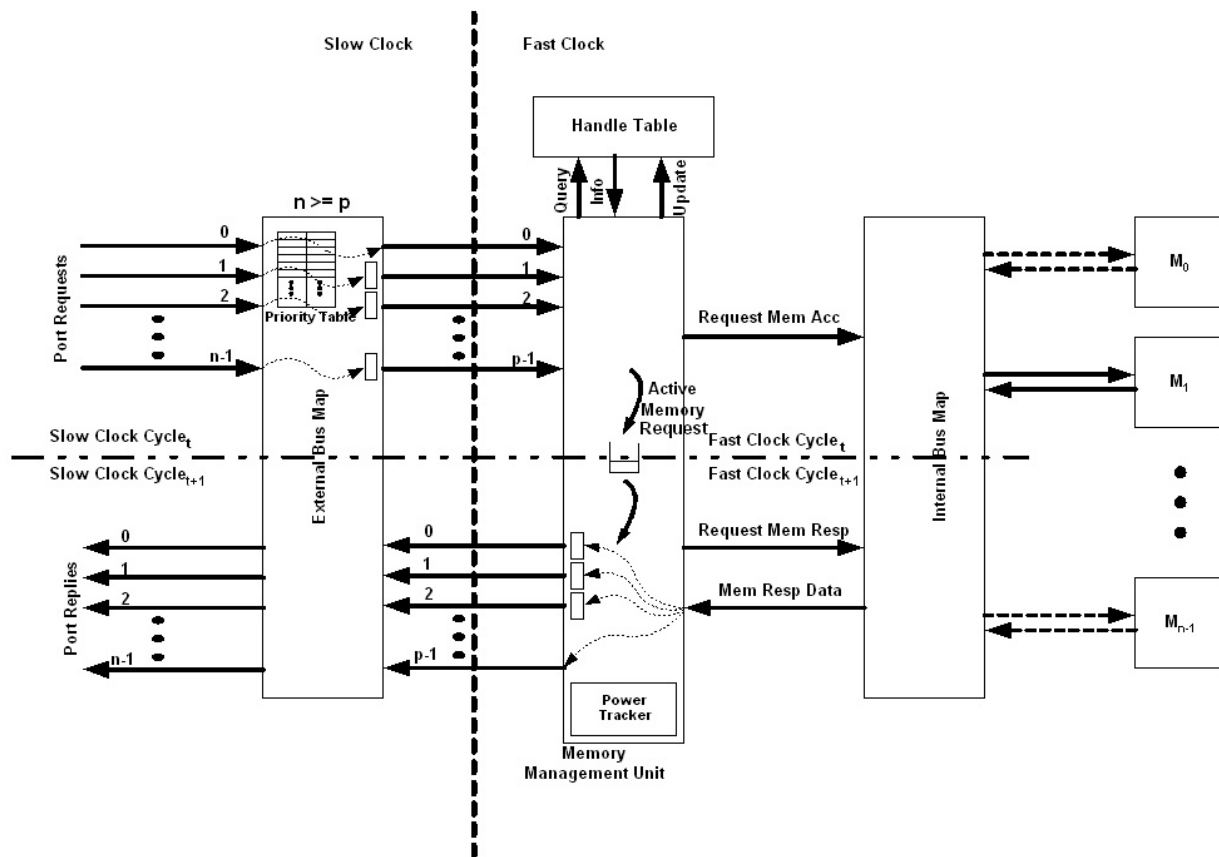 Slow Clock
Fast Clock
Handle Table
Query
Info
Update
n >= p
Port Requests
0
1
2
n-1
Priority Table
External Bus Map
0
1
2
p-1
Active
Memory
Request
Request Mem Acc
Internal Bus Map
M₀
M₁
Mₙ₋₁
Slow Clock Cycleₜ
Slow Clock Cycleₜ₊₁
Fast Clock Cycleₜ
Fast Clock Cycleₜ₊₁
Port Replies
0
1
2
n-1
0
1
2
p-1
Request Mem Resp
Mem Resp Data
Power
Tracker
Memory
Management Unit